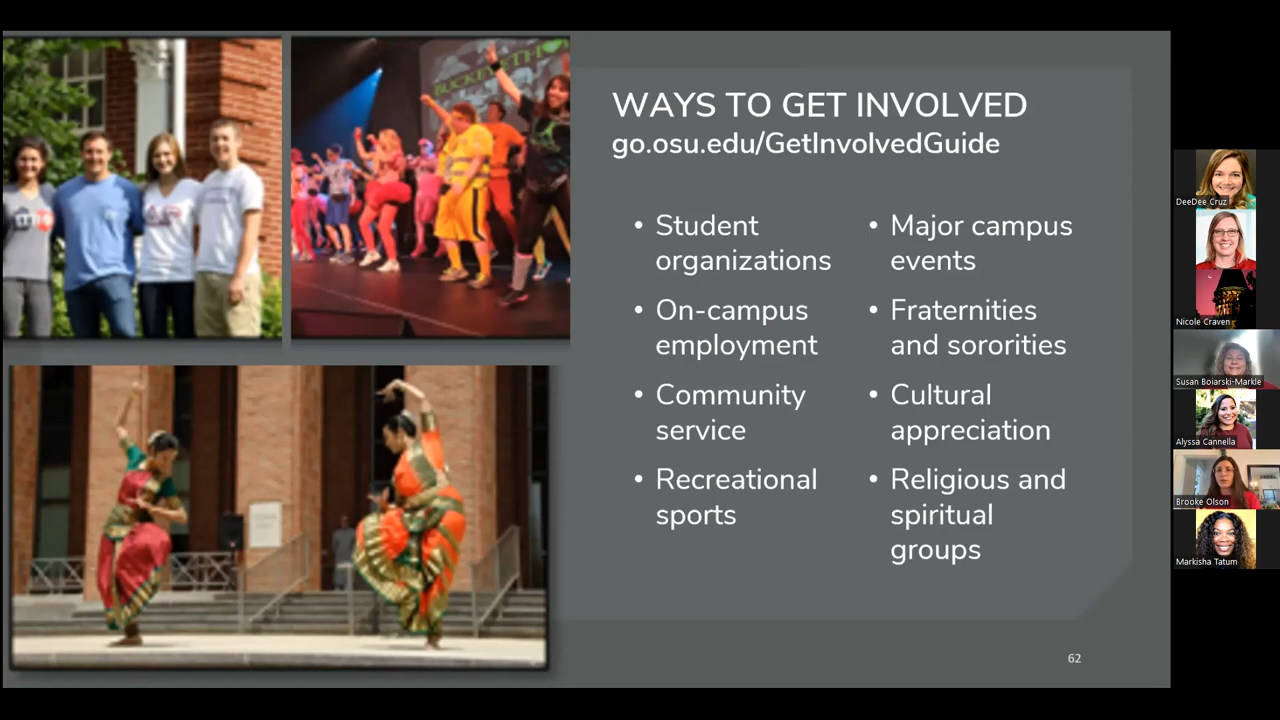 BUCKEYETHON
WAYS TO GET INVOLVED
go.osu.edu/GetInvolvedGuide
• Student
organizations
• On-campus
employment
• Community
service
• Recreational
sports
• Major campus
events
• Fraternities
and sororities
• Cultural
appreciation
• Religious and
spiritual
groups
62
DeeDee Cruz
Nicole Craven
Susan Boiarski-Markle
Alyssa Cannella
Brooke Olson
Markisha Tatum